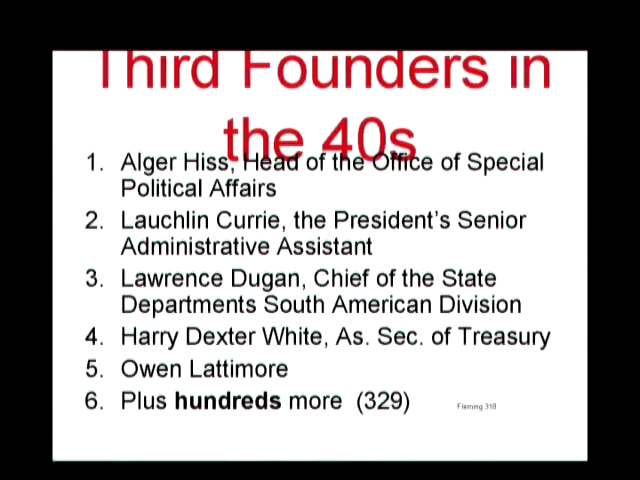 Third Founders in
the 40s
1. Alger Hiss, Head of the Office of Special
Political Affairs
2. Lauchlin Currie, the President's Senior
Administrative Assistant
3. Lawrence Dugan, Chief of the State
Departments South American Division
4. Harry Dexter White, As. Sec. of Treasury
5. Owen Lattimore
6. Plus hundreds more (329)
Fleming 318